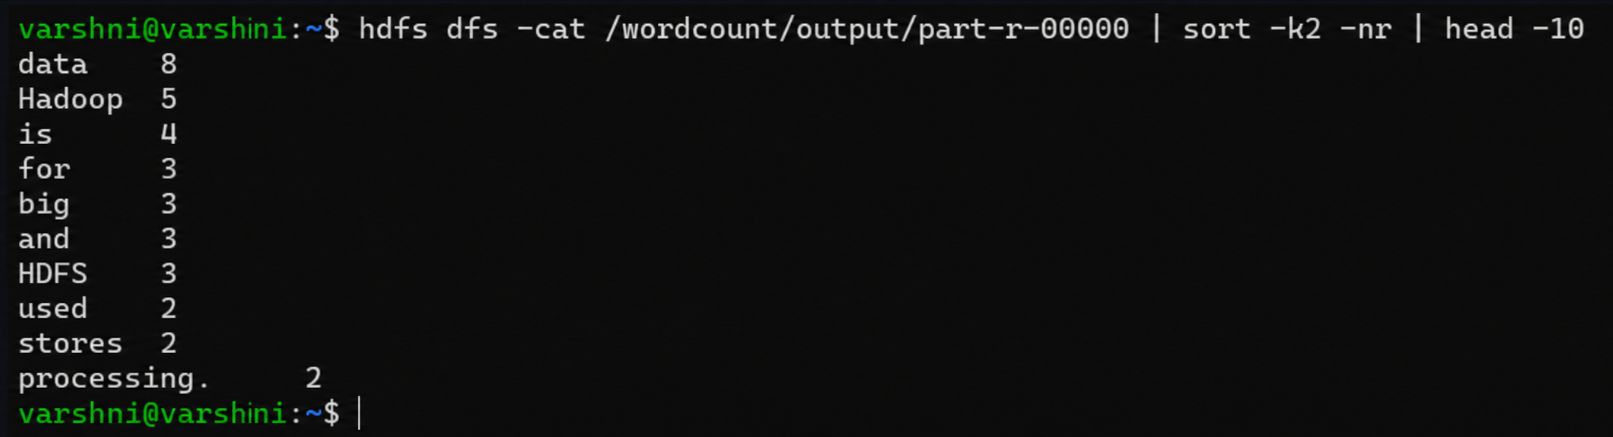 varshni@varshini:~$ hdfs dfs -cat /wordcount/output/part-r-00000 | sort -k2 -nr | head -10
data	8
Hadoop	5
is	4
for	3
big	3
and	3
HDFS	3
used	2
stores	2
processing.	2
varshni@varshini:~$